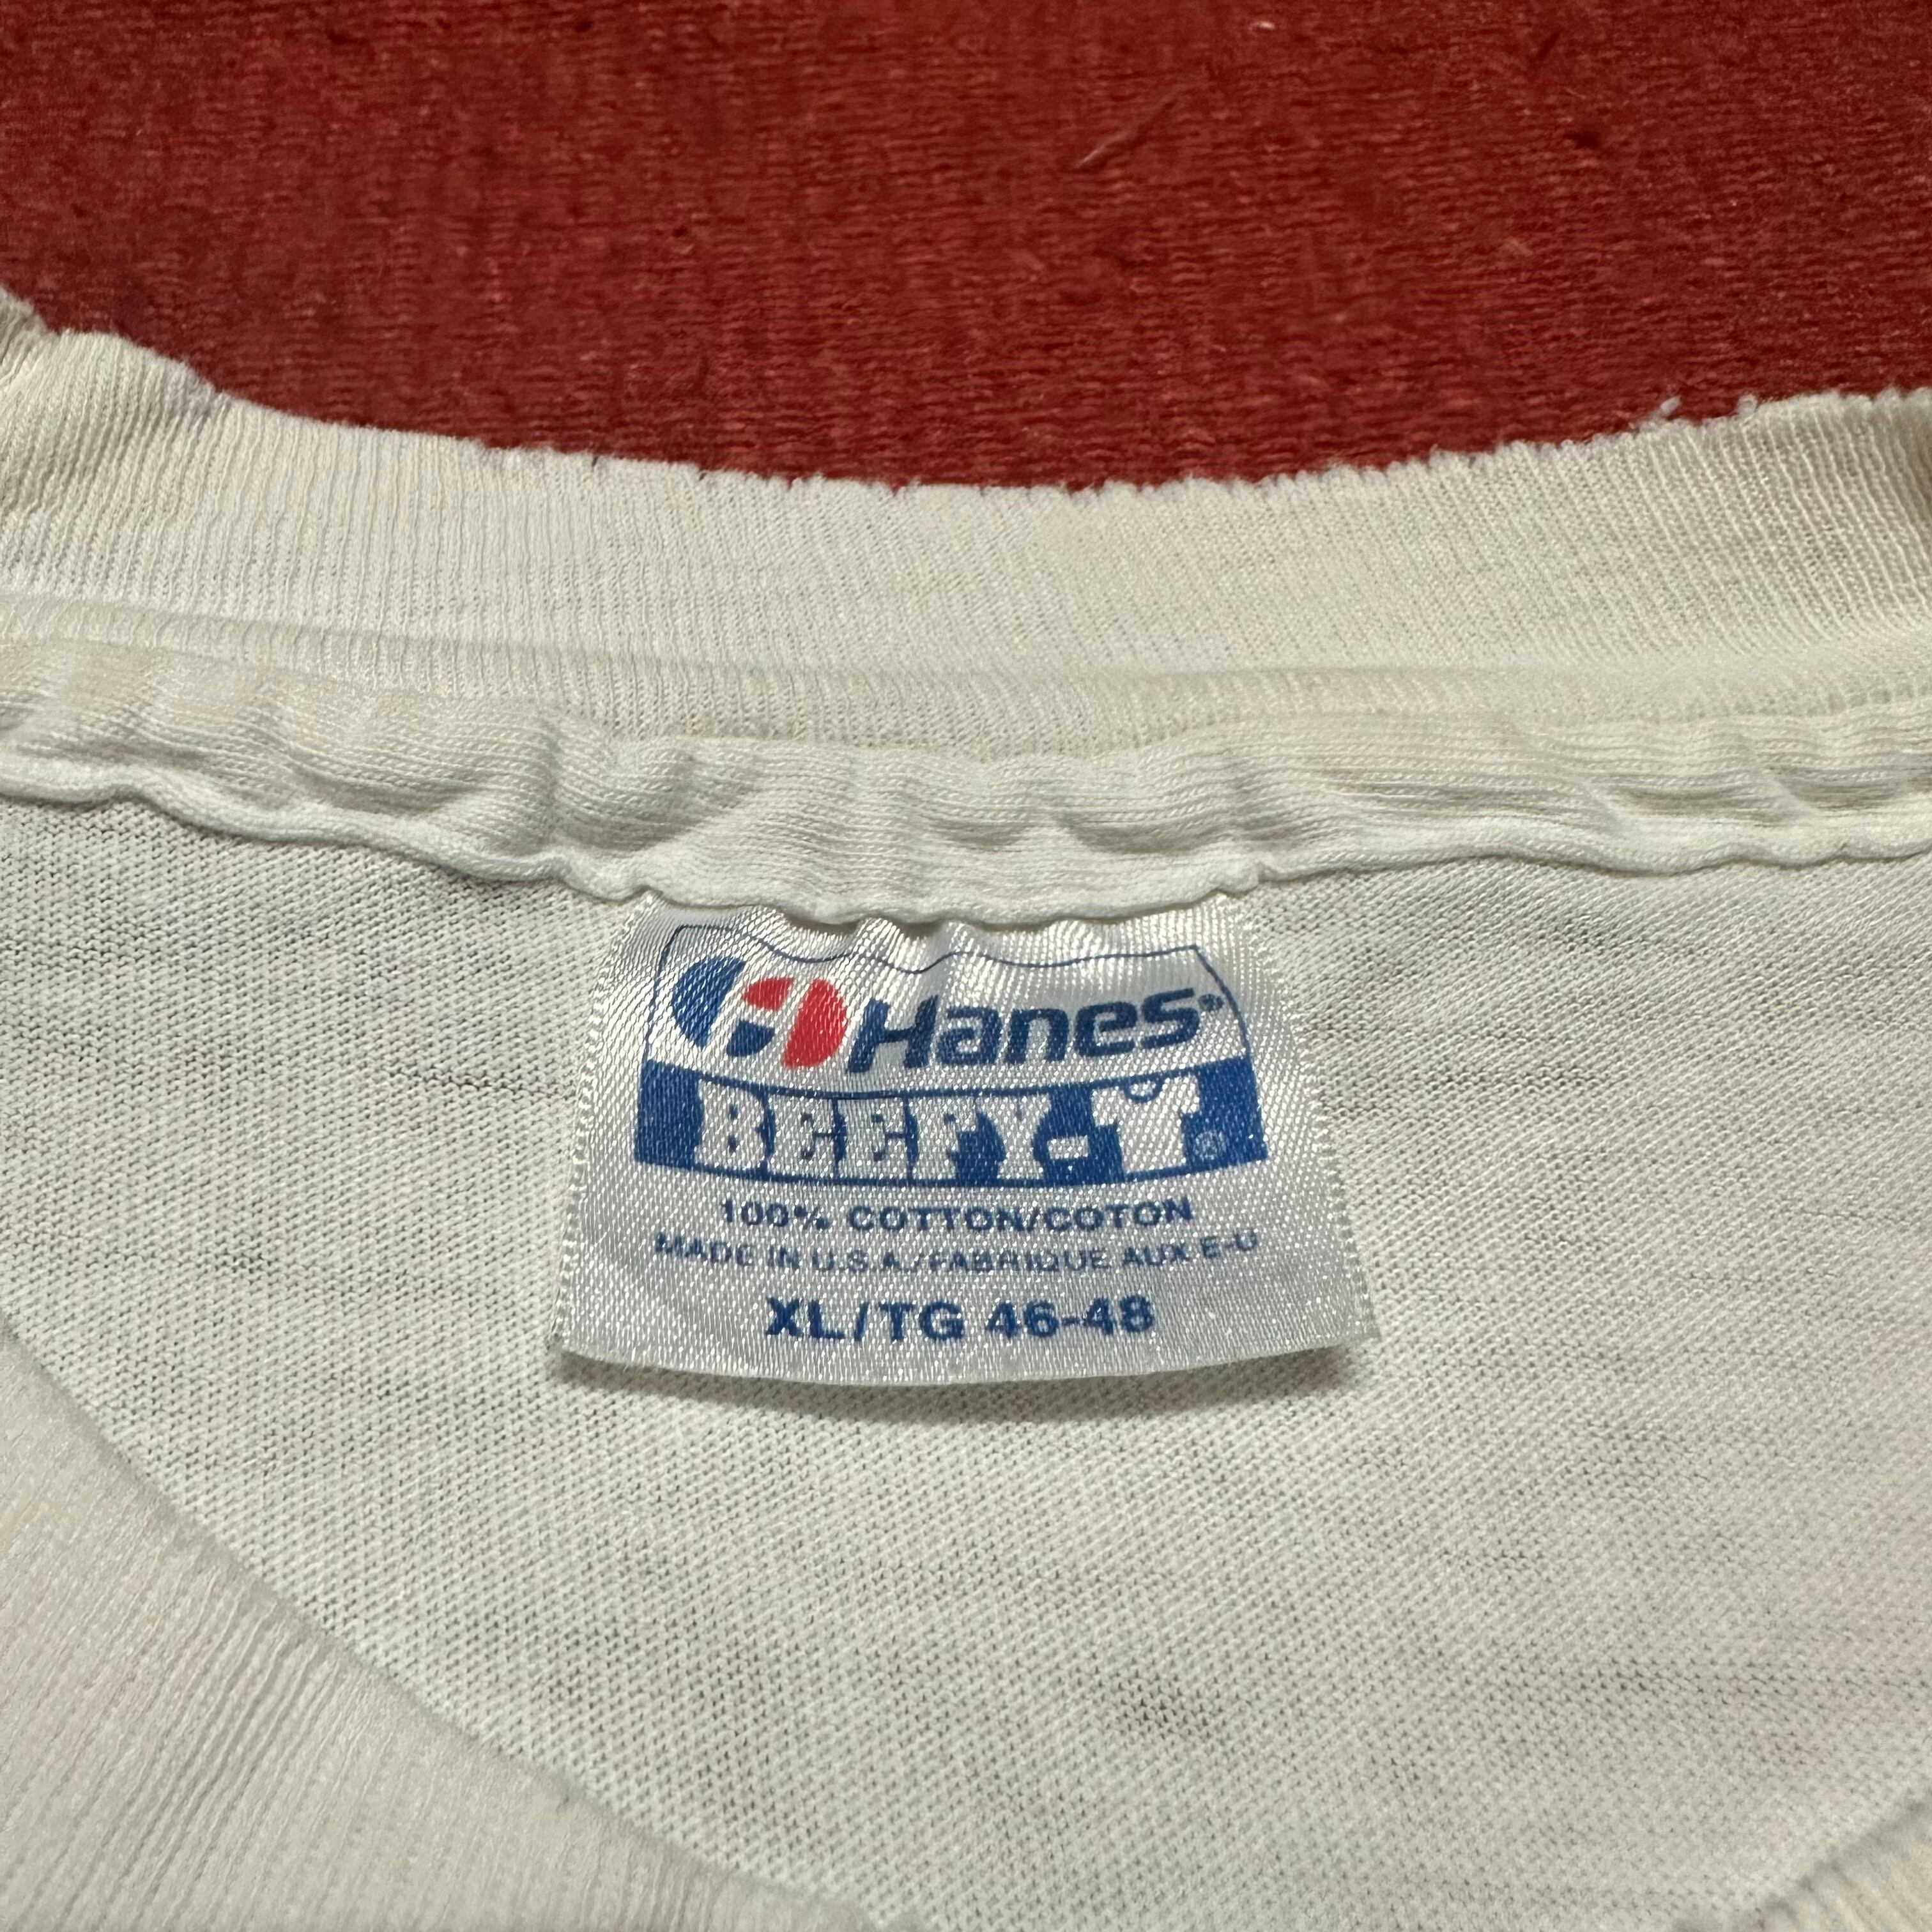 Hanes®
BEEFY-T®
100% COTTON/COTON
MADE IN U.S.A./FABRIQUE AUX E-U
XL/TG 46-48